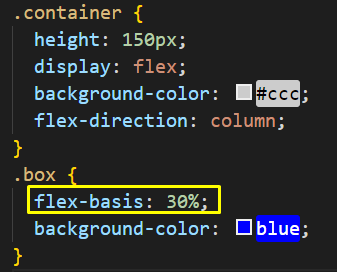 .container {
height: 150px;
display: flex;
background-color: #ccc;
flex-direction: column;
}
.box {
flex-basis: 30%;
background-color: blue;
}